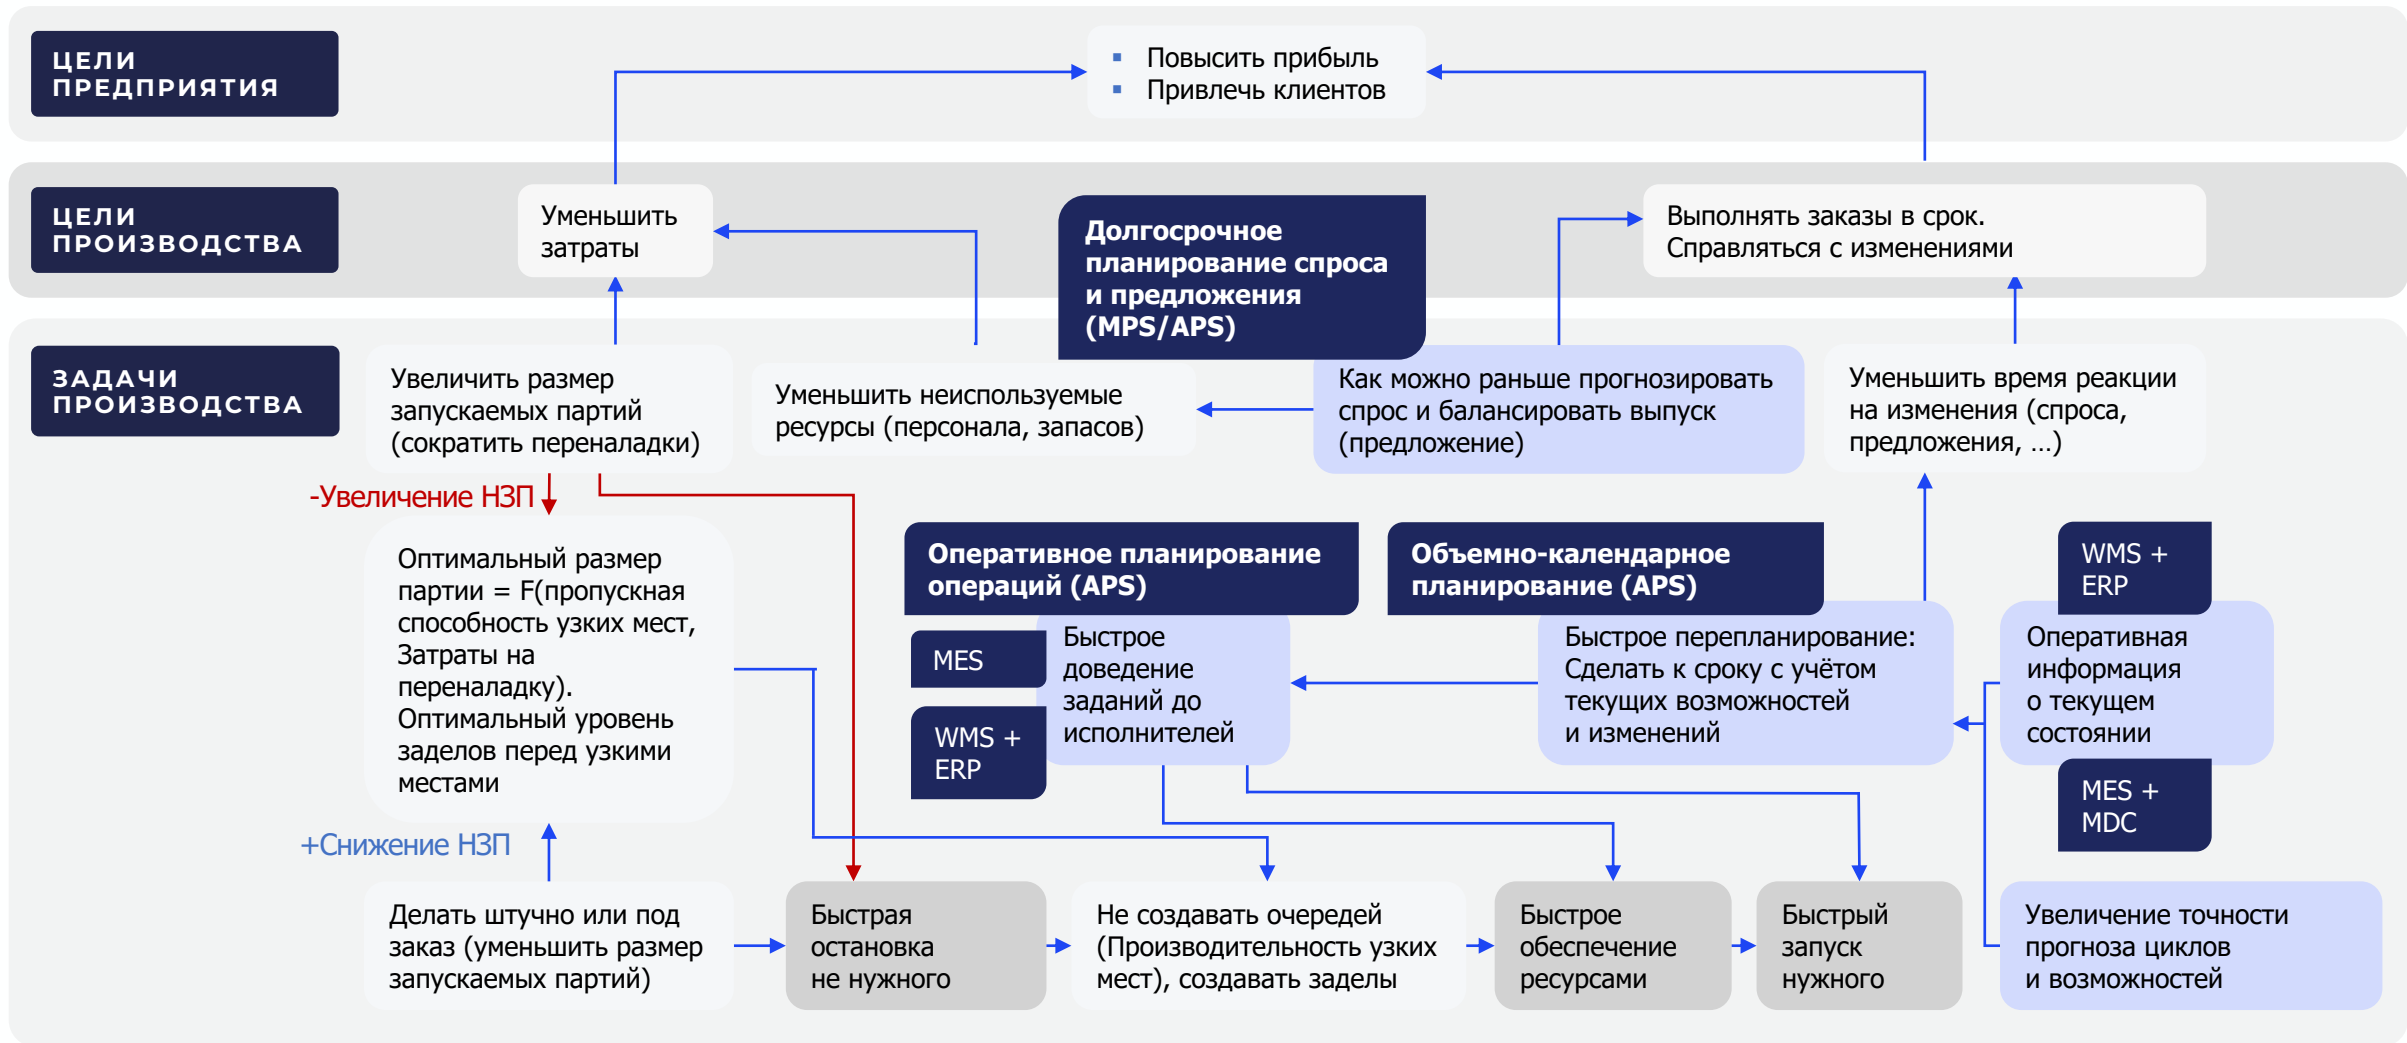 ЦЕЛИ
ПРЕДПРИЯТИЯ
Повысить прибыль
Привлечь клиентов
ЦЕЛИ
ПРОИЗВОДСТВА
Уменьшить
затраты
Долгосрочное
планирование спроса
и предложения
(MPS/APS)
Выполнять заказы в срок.
Справляться с изменениями
ЗАДАЧИ
ПРОИЗВОДСТВА
Увеличить размер
запускаемых партий
(сократить переналадки)
Уменьшить неиспользуемые
ресурсы (персонала, запасов)
Как можно раньше прогнозировать
спрос и балансировать выпуск
(предложение)
Уменьшить время реакции
на изменения (спроса,
предложения, ...)
-Увеличение НЗП
Оптимальный размер
партии = F(пропускная
способность узких мест,
Затраты на
переналадку).
Оптимальный уровень
заделов перед узкими
местами
Оперативное планирование
операций (APS)
MES
WMS +
ERP
Быстрое
доведение
заданий до
исполнителей
Объемно-календарное
планирование (APS)
Быстрое перепланирование:
Сделать к сроку с учётом
текущих возможностей
и изменений
WMS +
ERP
Оперативная
информация
о текущем
состоянии
MES +
MDC
+Снижение НЗП
Делать штучно или под
заказ (уменьшить размер
запускаемых партий)
Быстрая
остановка
не нужного
Не создавать очередей
(Производительность узких
мест), создавать заделы
Быстрое
обеспечение
ресурсами
Быстрый
запуск
нужного
Увеличение точности
прогноза циклов
и возможностей